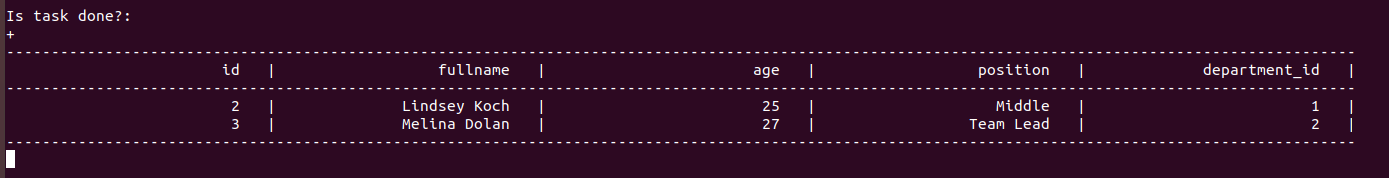 Is task done?:
+
------------------------------------------------------------------------------------------------------------------------------------------------------
id | fullname | age | position | department_id |
------------------------------------------------------------------------------------------------------------------------------------------------------
2 | Lindsey Koch | 25 | Middle | 1 |
3 | Melina Dolan | 27 | Team Lead | 2 |
------------------------------------------------------------------------------------------------------------------------------------------------------